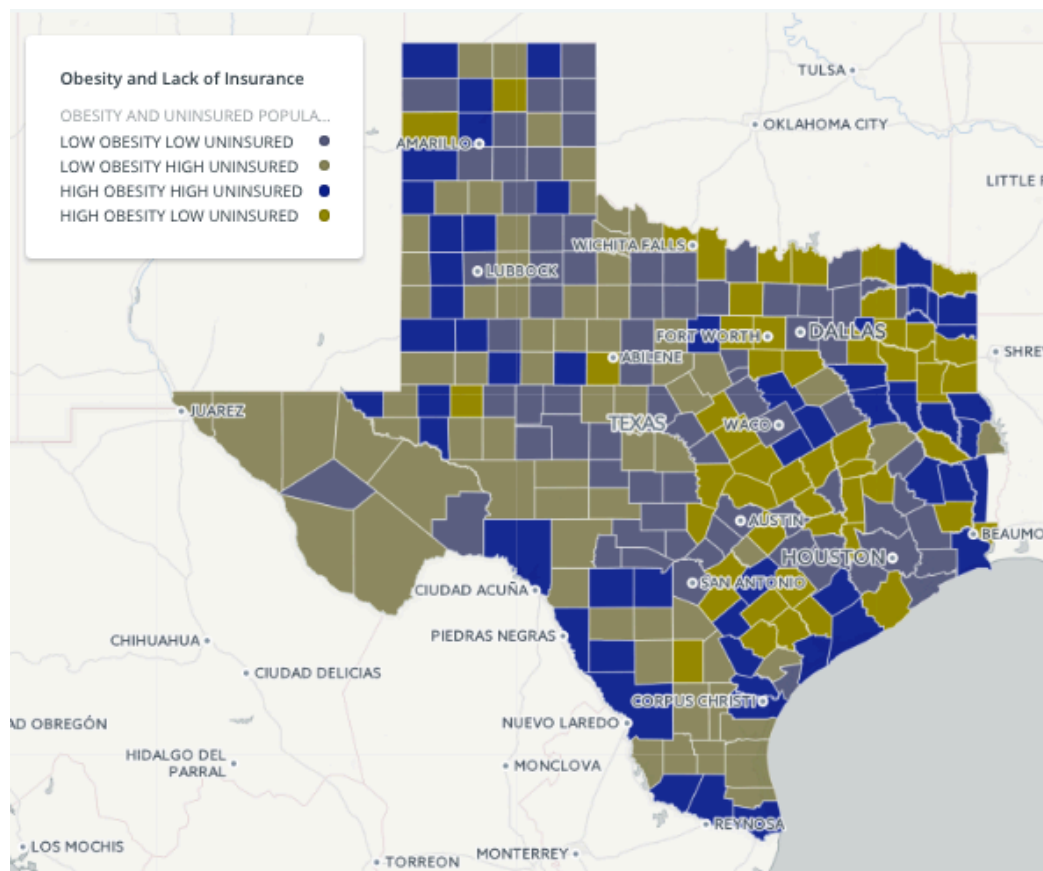 Obesity and Lack of Insurance
OBESITY AND UNINSURED POPULA...
LOW OBESITY LOW UNINSURED
LOW OBESITY HIGH UNINSURED
HIGH OBESITY HIGH UNINSURED
HIGH OBESITY LOW UNINSURED
TULSA
OKLAHOMA CITY
AMARILLO
LITTLE
WICHITA FALLS
LUBBOCK
FORT WORTH
DALLAS
SHRE
ABILENE
JUAREZ
TEXAS
WACO
AUSTIN
BEAUMO
HOUSTON
CIUDAD ACUÑA
SAN ANTONIO
CHIHUAHUA
PIEDRAS NEGRAS
CIUDAD DELICIAS
CORPUS CHRISTI
AD OBREGÓN
NUEVO LAREDO
HIDALGO DEL
PARRAL
MONCLOVA
REYNOSA
LOS MOCHIS
MONTERREY
TORREON